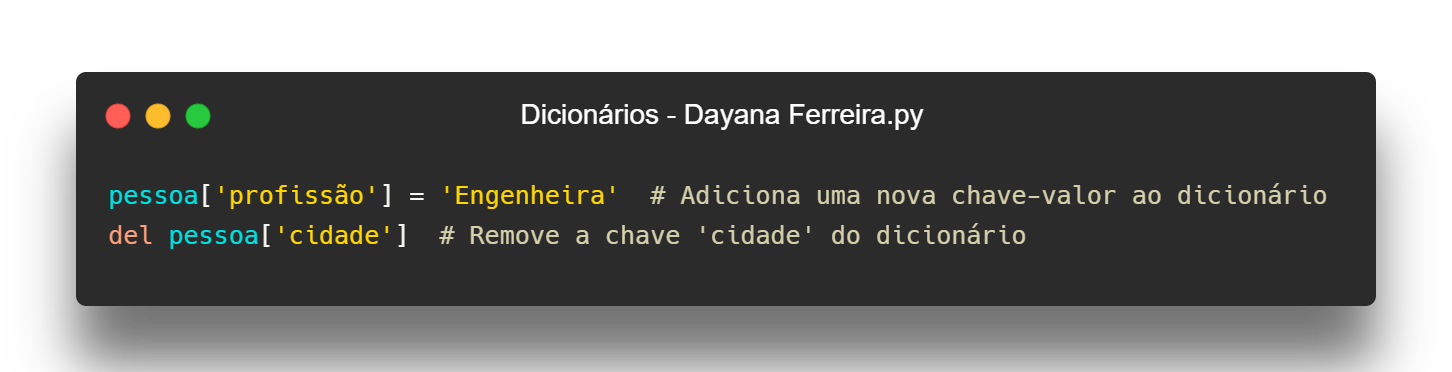 Dicionários - Dayana Ferreira.py
pessoa['profissão'] = 'Engenheira'  # Adiciona uma nova chave-valor ao dicionário
del pessoa['cidade']  # Remove a chave 'cidade' do dicionário